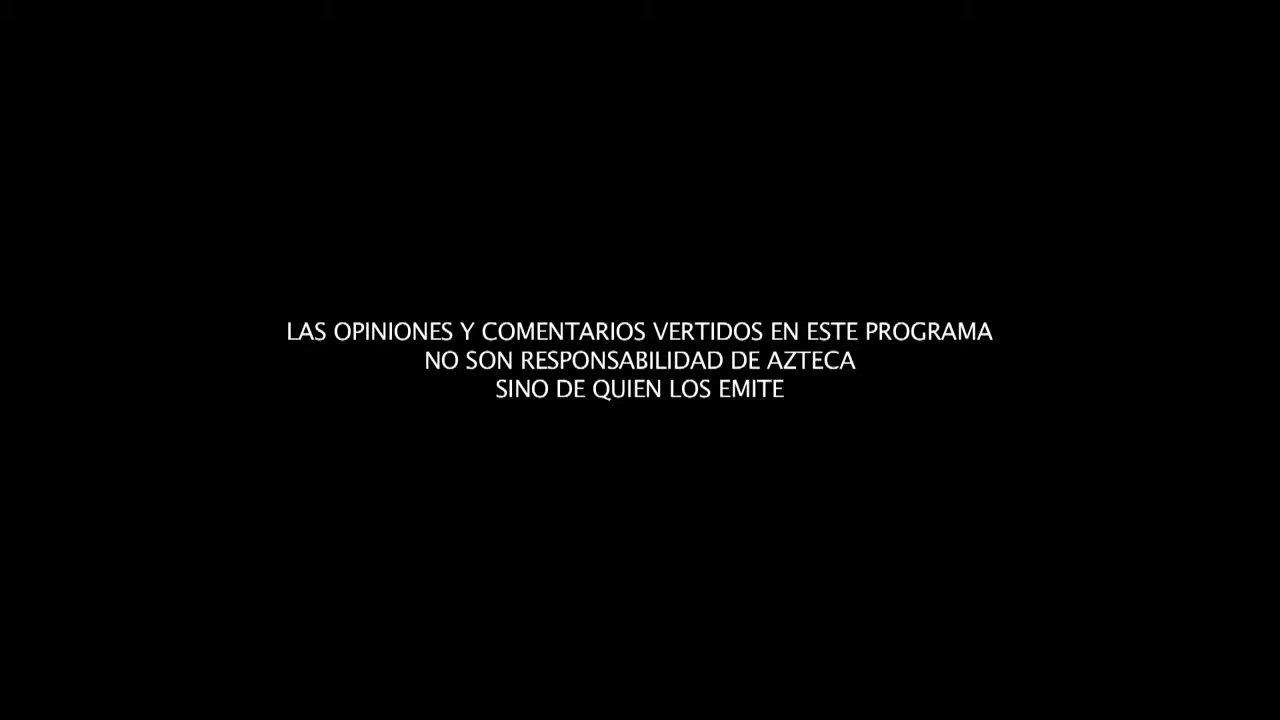 LAS OPINIONES Y COMENTARIOS VERTIDOS EN ESTE PROGRAMA
NO SON RESPONSABILIDAD DE AZTECA
SINO DE QUIEN LOS EMITE